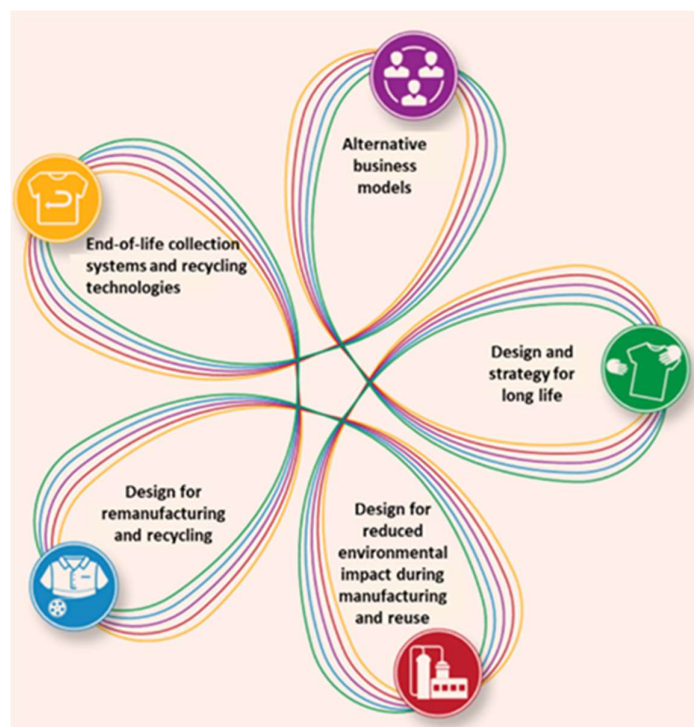 Alternative
business
models
End-of-life collection
systems and recycling
technologies
Design and
strategy for
long life
Design for
remanufacturing
and recycling
Design for
reduced
environmental
impact during
manufacturing
and reuse